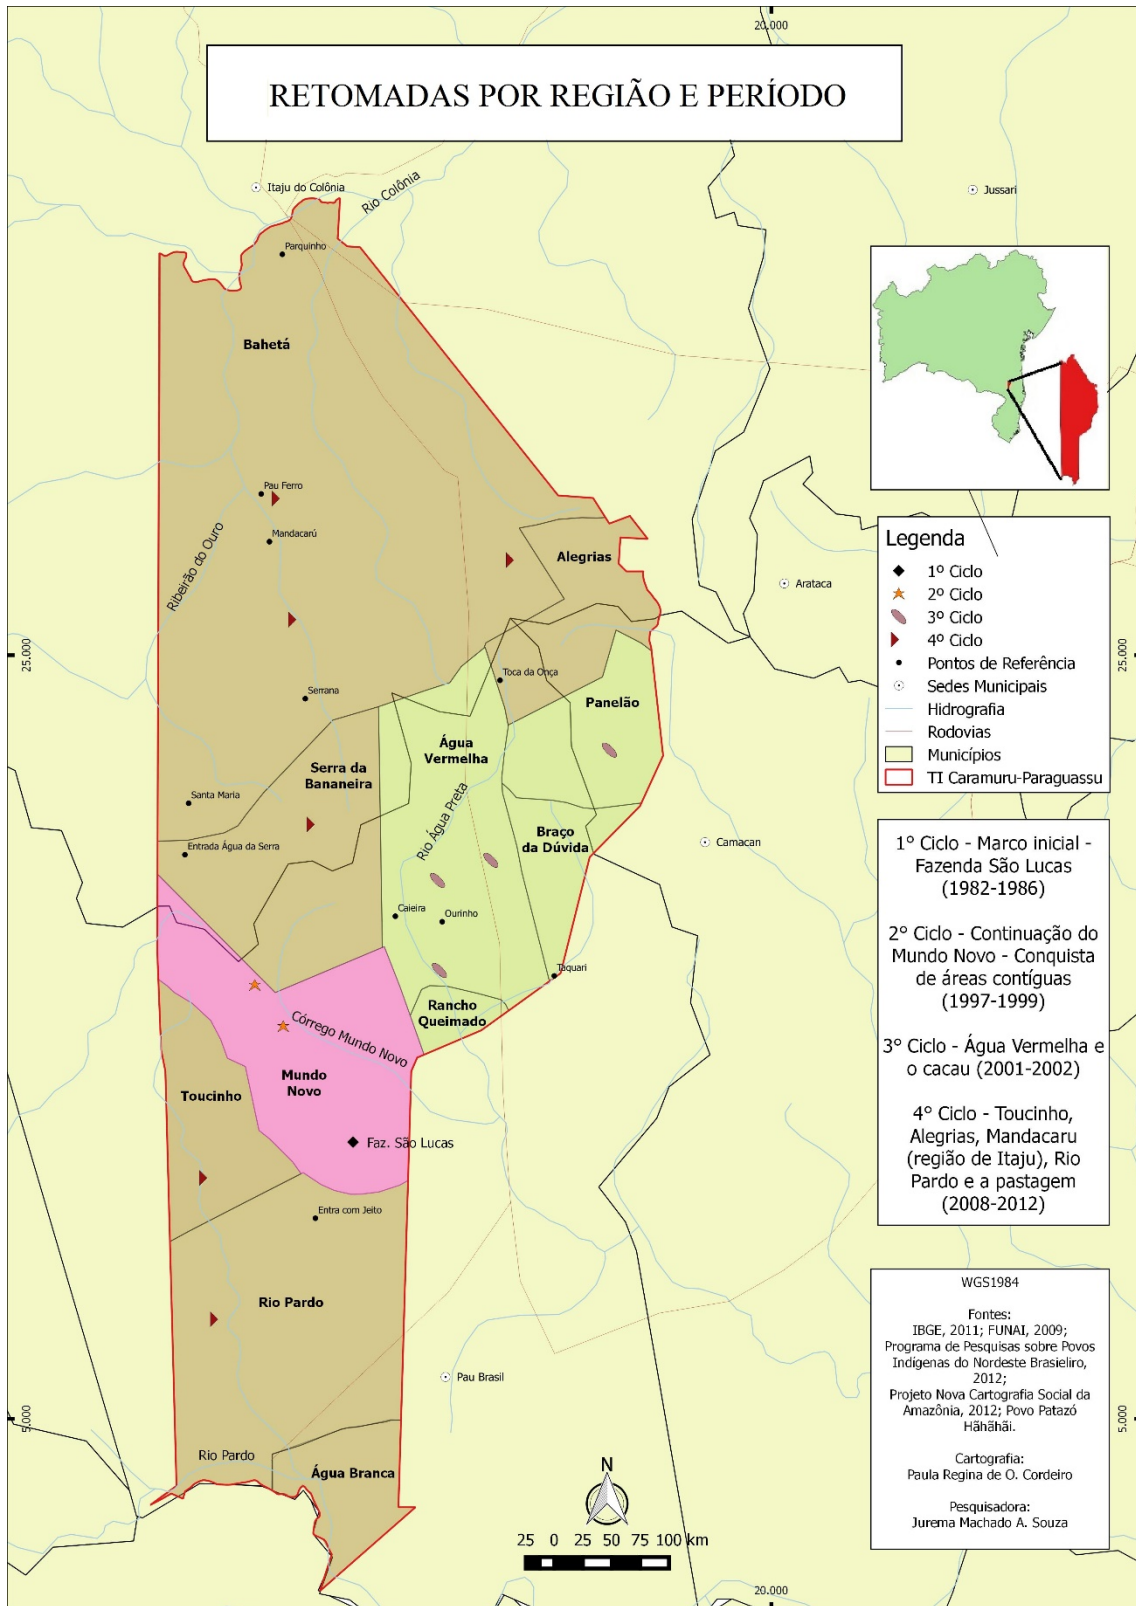 20.000
RETOMADAS POR REGIÃO E PERÍODO
Itaju do Colônia
Rio Colônia
Jussari
Parquinho
Bahetá
Pau Ferro
Mandacarú
Ribeirão do Ouro
Alegrias
Arataca
Legenda
1º Ciclo
2º Ciclo
3º Ciclo
4º Ciclo
Pontos de Referência
Sedes Municipais
Hidrografia
Rodovias
Municípios
TI Caramuru-Paraguassu
25.000
25.000
Toca da Onça
Serrana
Panelão
Água
Vermelha
Serra da
Bananeira
Santa Maria
Rio Água Preta
Braço
da Dúvida
Camacan
Entrada Água da Serra
Caieira
Ourinho
Taquari
Rancho
Queimado
Córrego Mundo Novo
Mundo
Novo
Toucinho
Faz. São Lucas
Entra com Jeito
Rio Pardo
Pau Brasil
Rio Pardo
Água Branca
1º Ciclo - Marco inicial -
Fazenda São Lucas
(1982-1986)
2º Ciclo - Continuação do
Mundo Novo - Conquista
de áreas contíguas
(1997-1999)
3º Ciclo - Água Vermelha e
o cacau (2001-2002)
4º Ciclo - Toucinho,
Alegrias, Mandacaru
(região de Itaju), Rio
Pardo e a pastagem
(2008-2012)
WGS1984
Fontes:
IBGE, 2011; FUNAI, 2009;
Programa de Pesquisas sobre Povos
Indígenas do Nordeste Brasieliro,
2012;
Projeto Nova Cartografia Social da
Amazônia, 2012; Povo Patazó
Hãhãhãi.
Cartografia:
Paula Regina de O. Cordeiro
Pesquisadora:
Jurema Machado A. Souza
5.000
5.000
N
25 0 25 50 75 100 km
20.000